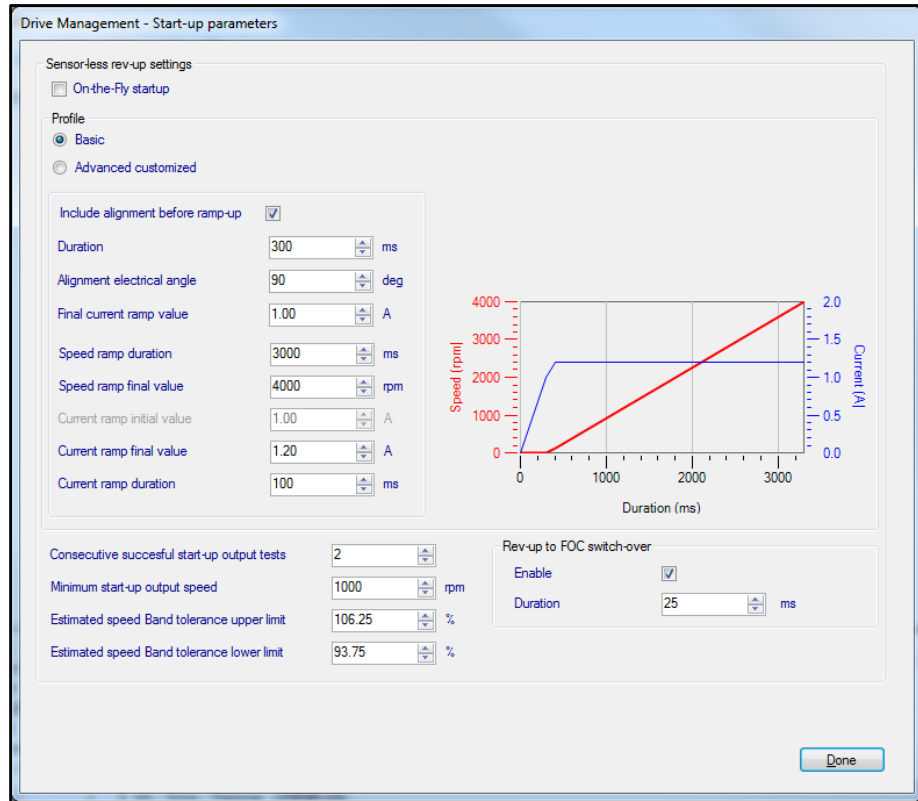 Drive Management - Start-up parameters
Sensor-less rev-up settings
On-the-Fly startup
Profile
Basic
Advanced customized
Include alignment before ramp-up
Duration 300 ms
Alignment electrical angle 90 deg
Final current ramp value 1.00 A
Speed ramp duration 3000 ms
Speed ramp final value 4000 rpm
Current ramp initial value 1.00 A
Current ramp final value 1.20 A
Current ramp duration 100 ms
4000 2.0
3000 1.5
2000 1.0
1000 0.5
0 0.0
Speed [rpm]
Current [A]
0 1000 2000 3000
Duration (ms)
Consecutive succesful start-up output tests 2
Minimum start-up output speed 1000 rpm
Estimated speed Band tolerance upper limit 106.25 %
Estimated speed Band tolerance lower limit 93.75 %
Rev-up to FOC switch-over
Enable
Duration 25 ms
Done